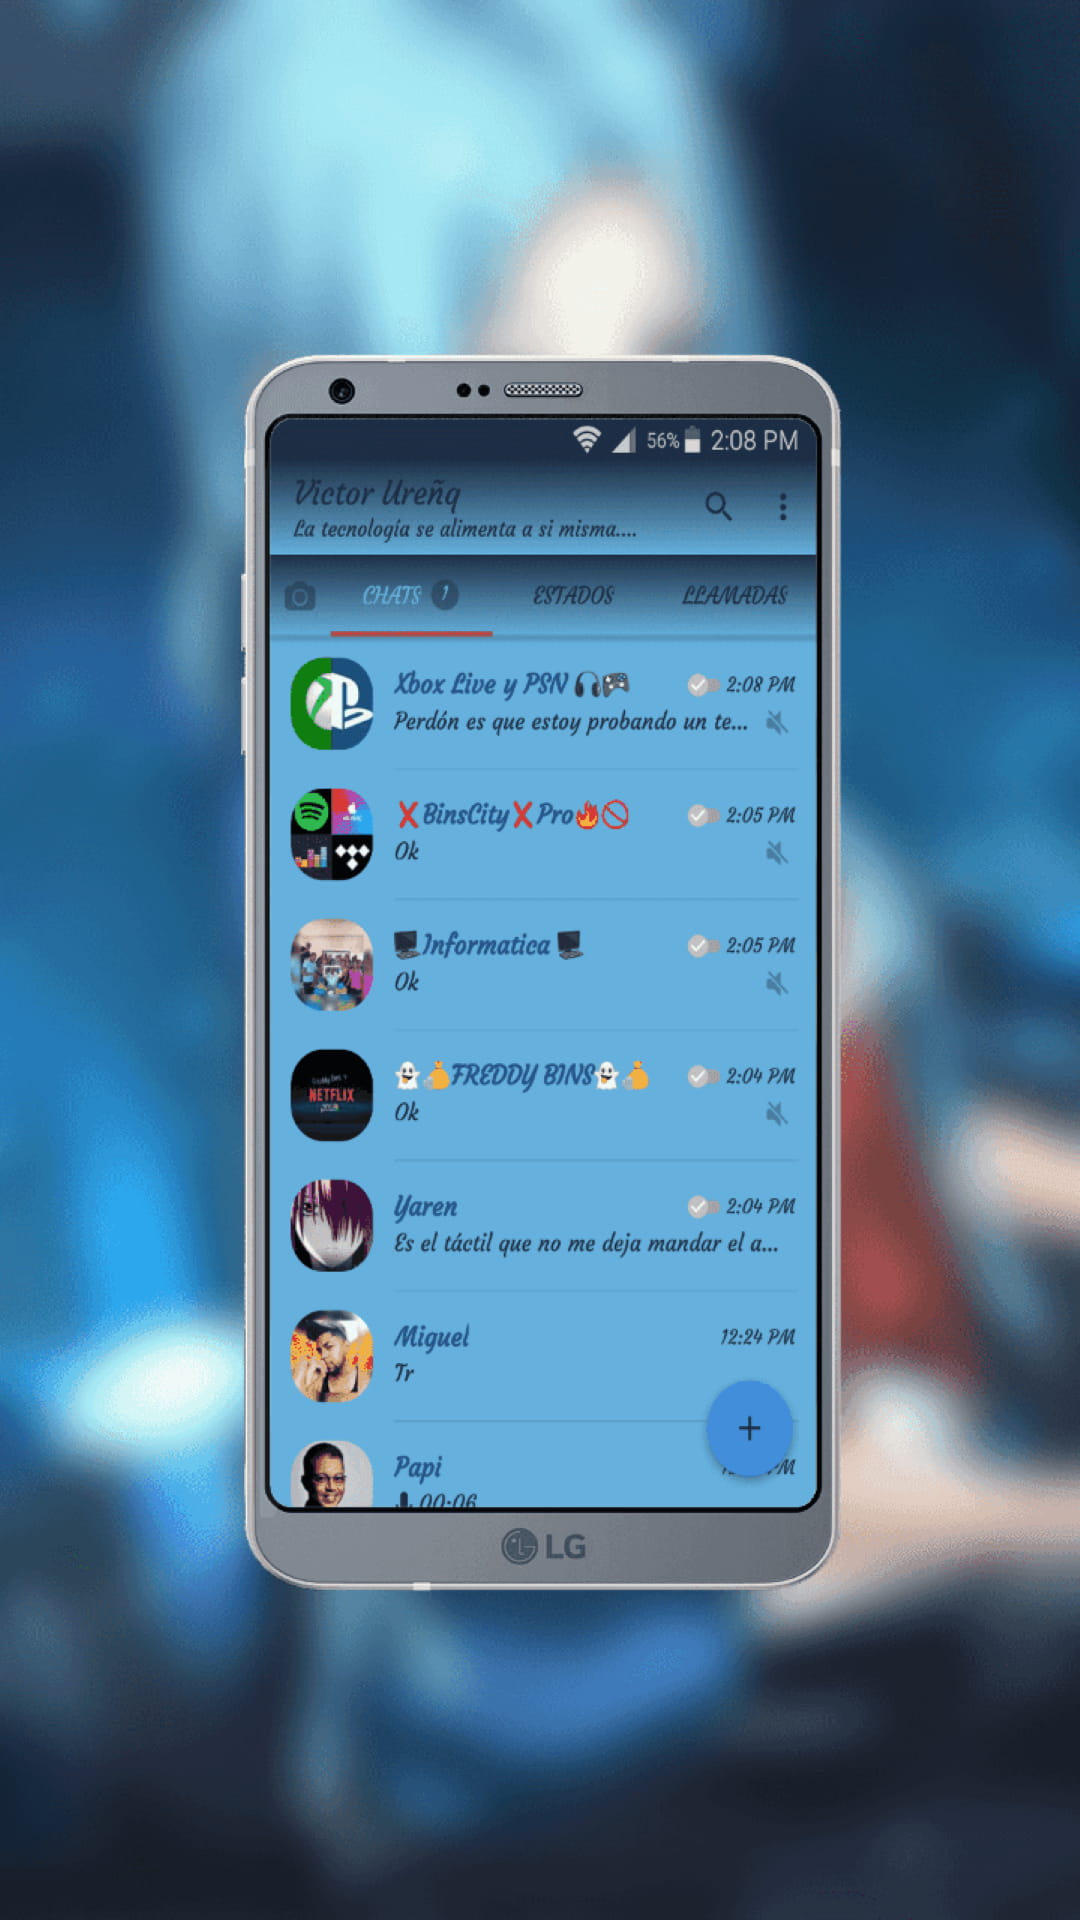 56% 2:08 PM
Victor Ureñq
La tecnología se alimenta a si misma....
CHATS 1 ESTADOS LLAMADAS
Xbox Live y PSN 🎧🎮 2:08 PM
Perdón es que estoy probando un te...
❌BinsCity❌Pro🔥🚫 2:05 PM
Ok
🖥Informatica 🖥 2:05 PM
Ok
👻💰FREDDY BINS👻💰 2:04 PM
NETFLIX
Ok
Yaren 2:04 PM
Es el táctil que no me deja mandar el a...
Miguel 12:24 PM
Tr
+
Papi PM
00:06
LG